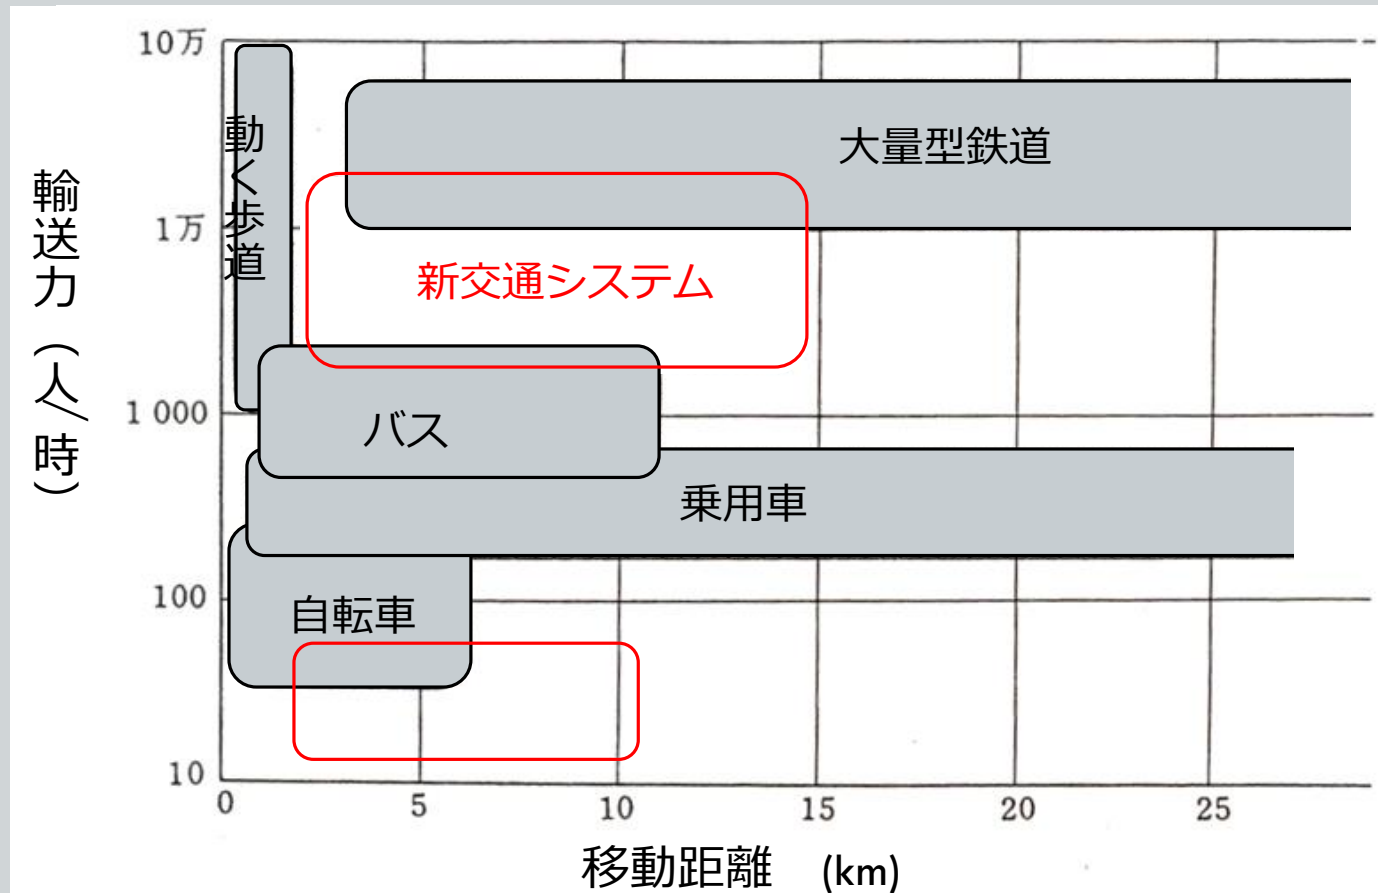 10万
1万
1 000
100
10
輸送力(人/時)
動く歩道
大量型鉄道
新交通システム
バス
乗用車
自転車
0 5 10 15 20 25
移動距離 (km)